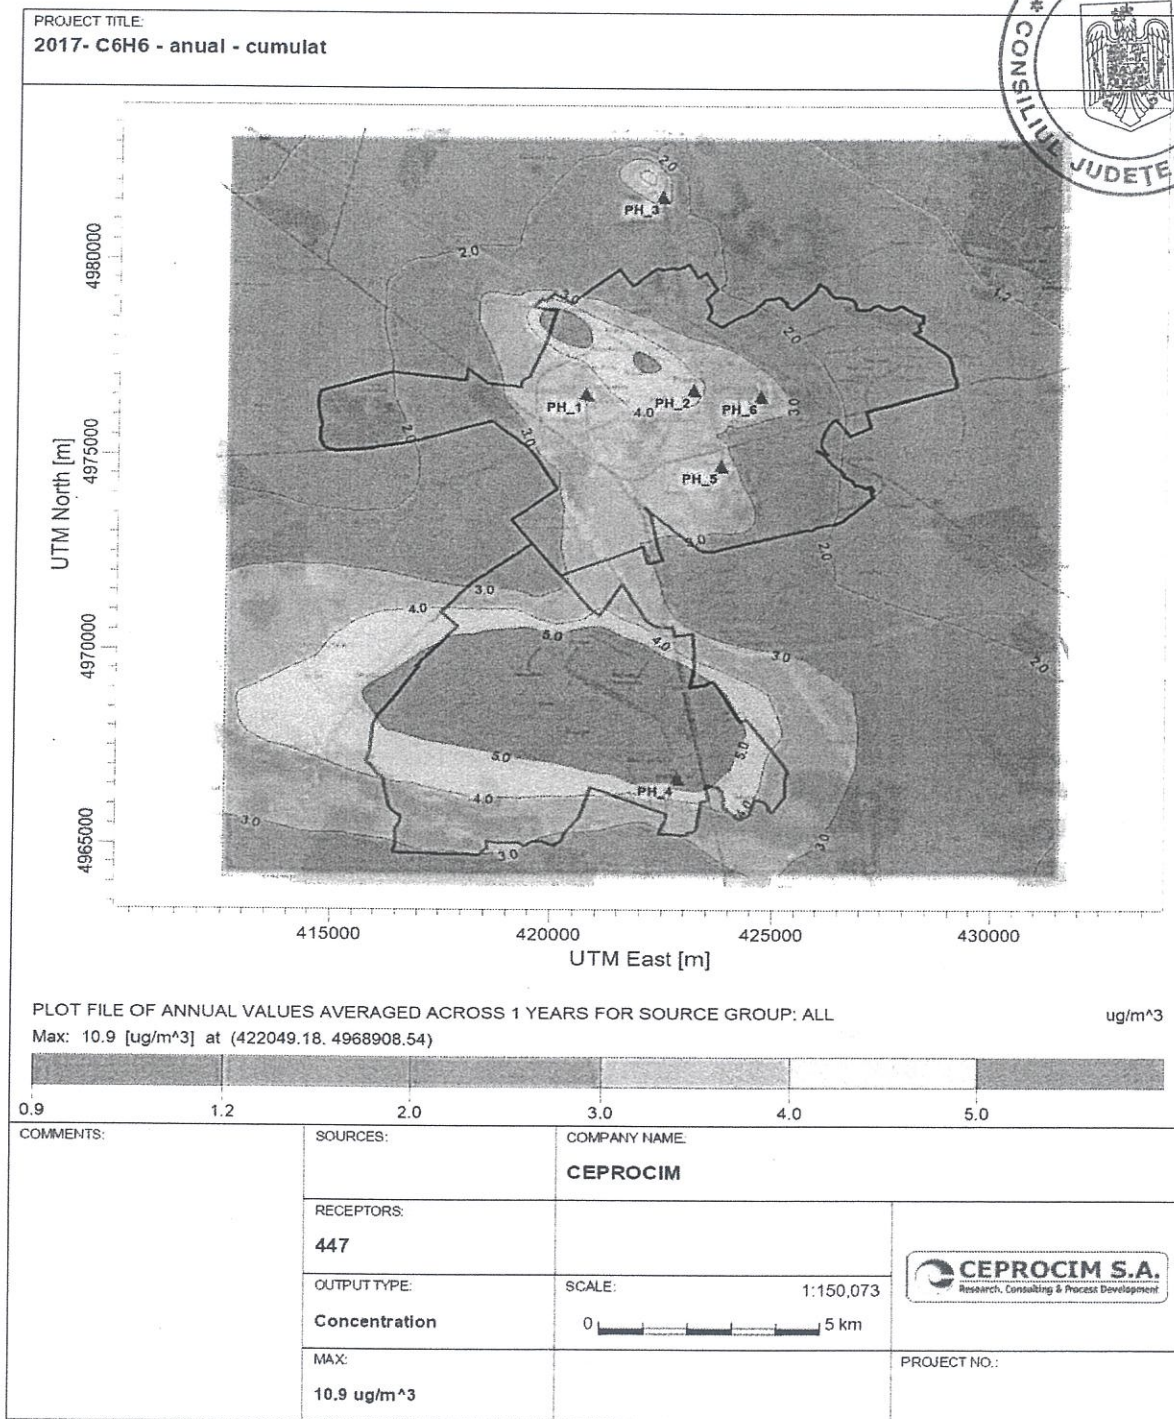 PROJECT TITLE:
2017- C6H6 - anual - cumulat
* CONSILIUL JUDEȚE
UTM North [m]
4980000
4975000
4970000
4965000
2.0
PH_3
2.0
1.2
3.0
2.0
PH_1
4.0
PH_2
PH_6
3.0
2.0
3.0
PH_5
3.0
2.0
3.0
4.0
5.0
4.0
3.0
2.0
5.0
5.0
PH_4
4.0
3.0
3.0
3.0
415000
420000
425000
430000
UTM East [m]
PLOT FILE OF ANNUAL VALUES AVERAGED ACROSS 1 YEARS FOR SOURCE GROUP: ALL
ug/m^3
Max: 10.9 [ug/m^3] at (422049.18, 4968908.54)
0.9
1.2
2.0
3.0
4.0
5.0
COMMENTS:
SOURCES:
COMPANY NAME:
CEPROCIM
RECEPTORS:
447
CEPROCIM S.A.
Research, Consulting & Process Development
OUTPUT TYPE:
Concentration
SCALE:
1:150,073
0
5 km
MAX:
10.9 ug/m^3
PROJECT NO.: